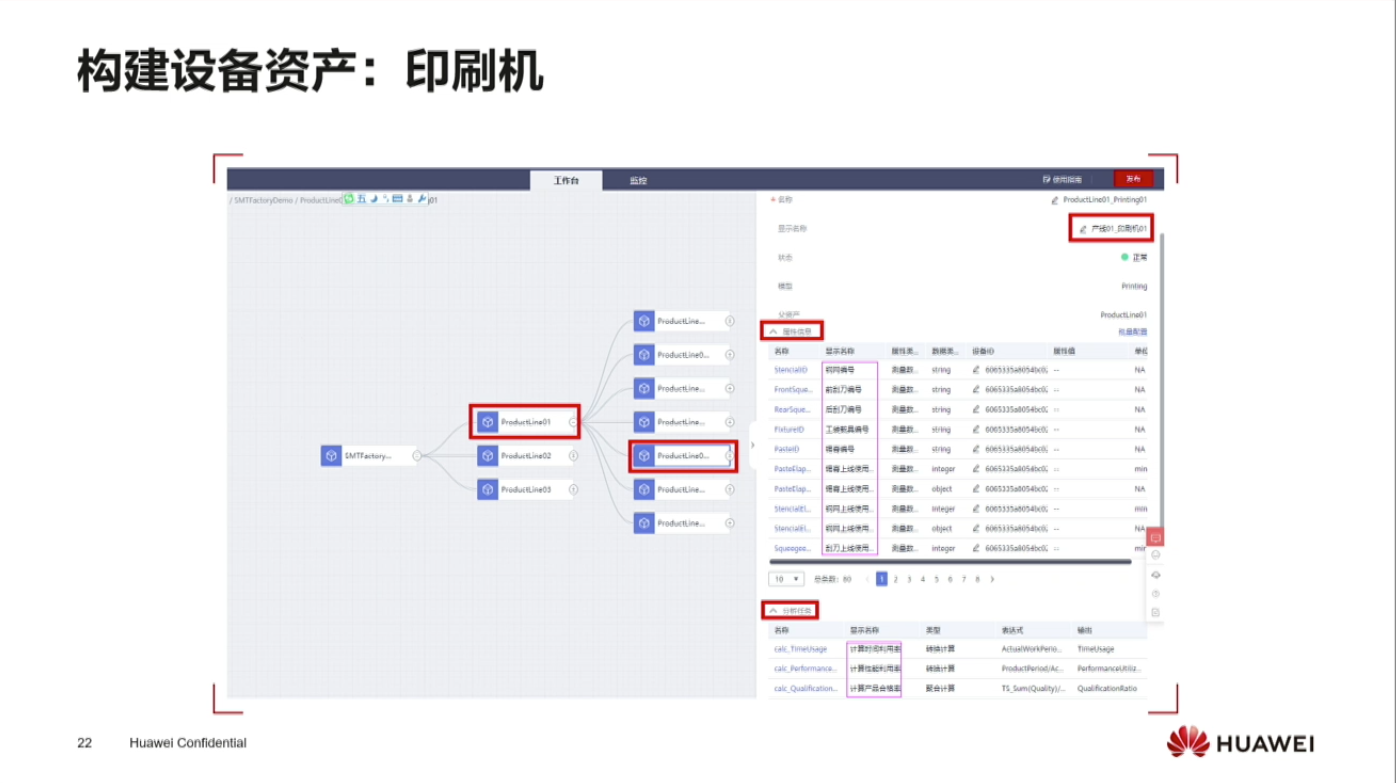 构建设备资产：印刷机
工作台 监控 使用指南 发布
/ SMTFactoryDemo / ProductLine 01
名称 ProductLine01_Printing01
显示名称 产线01_印刷机01
状态 正常
模型 Printing
父资产 ProductLine01
属性信息 批量配置
名称 显示名称 属性类... 数据类... 设备ID 属性值 单位
StencialID 钢网编号 测量数... string 6065335a8054bc02 -- NA
FrontSque... 前刮刀编号 测量数... string 6065335a8054bc02 -- NA
RearSque... 后刮刀编号 测量数... string 6065335a8054bc02 -- NA
FixtureID 工装载具编号 测量数... string 6065335a8054bc02 -- NA
PasteID 锡膏编号 测量数... string 6065335a8054bc02 -- NA
PasteElap... 锡膏上线使用... 测量数... integer 6065335a8054bc02 -- min
PasteElap... 锡膏上线使用... 测量数... object 6065335a8054bc02 -- NA
StencialEl... 钢网上线使用... 测量数... integer 6065335a8054bc02 -- min
StencialEl... 钢网上线使用... 测量数... object 6065335a8054bc02 -- NA
Squeegee... 刮刀上线使用... 测量数... integer 6065335a8054bc02 -- min
10 总条数: 80 1 2 3 4 5 6 7 8
分析任务
名称 显示名称 类型 表达式 输出
calc_TimeUsage 计算时间利用率 转换计算 ActualWorkPerio... TimeUsage
calc_Performance... 计算性能利用率 转换计算 ProductPeriod/Ac... PerformanceUtiliz...
calc_Qualification... 计算产品合格率 聚合计算 TS_Sum(Quality)/... QualificationRatio
SMTFactory...
ProductLine01
ProductLine02
ProductLine03
ProductLine...
ProductLine0...
ProductLine...
ProductLine...
ProductLine0...
ProductLine...
ProductLine...
22 Huawei Confidential
HUAWEI